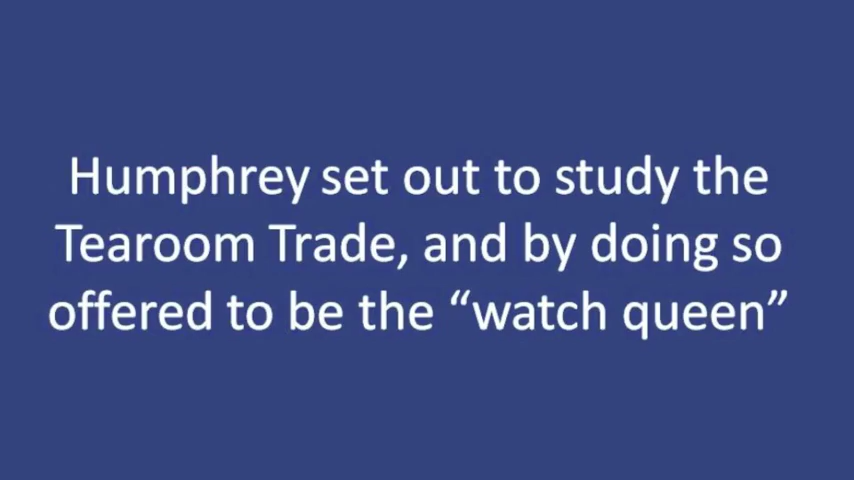 Humphrey set out to study the
Tearoom Trade, and by doing so
offered to be the “watch queen”